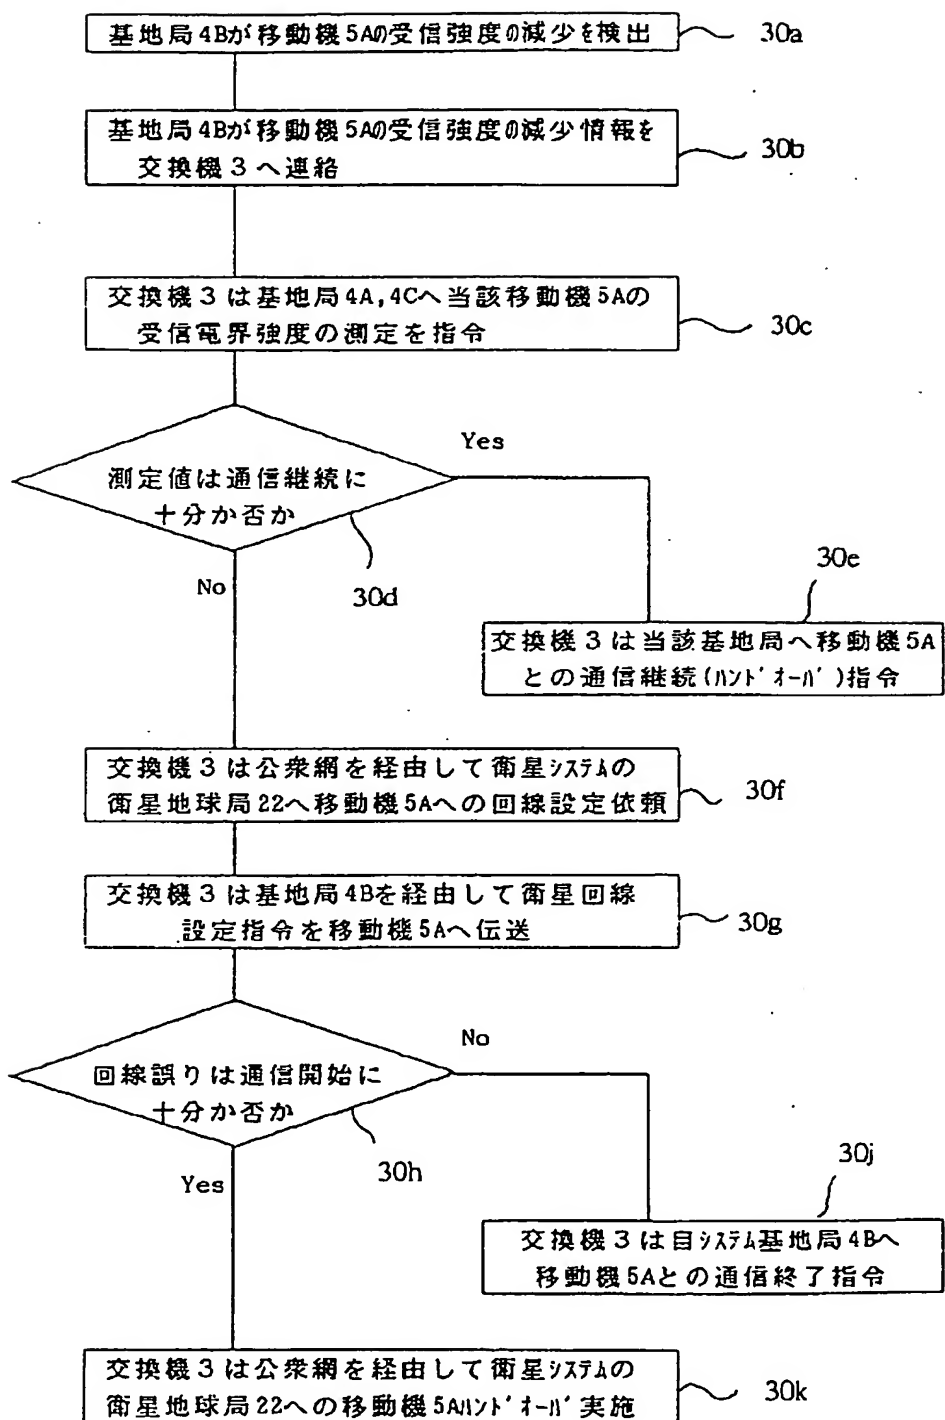 基地局4Bが移動機5Aの受信強度の減少を検出
30a
基地局4Bが移動機5Aの受信強度の減少情報を
交換機3へ連絡
30b
交換機3は基地局4A,4Cへ当該移動機5Aの
受信電界強度の測定を指令
30c
Yes
測定値は通信継続に
十分か否か
30d
No
30e
交換機3は当該基地局へ移動機5A
との通信継続(ﾊﾝﾄﾞｵｰﾊﾞ)指令
交換機3は公衆網を経由して衛星ｼｽﾃﾑの
衛星地球局22へ移動機5Aへの回線設定依頼
30f
交換機3は基地局4Bを経由して衛星回線
設定指令を移動機5Aへ伝送
30g
No
回線誤りは通信開始に
十分か否か
30h
Yes
30j
交換機3は自ｼｽﾃﾑ基地局4Bへ
移動機5Aとの通信終了指令
交換機3は公衆網を経由して衛星ｼｽﾃﾑの
衛星地球局22への移動機5Aﾊﾝﾄﾞｵｰﾊﾞ実施
30k